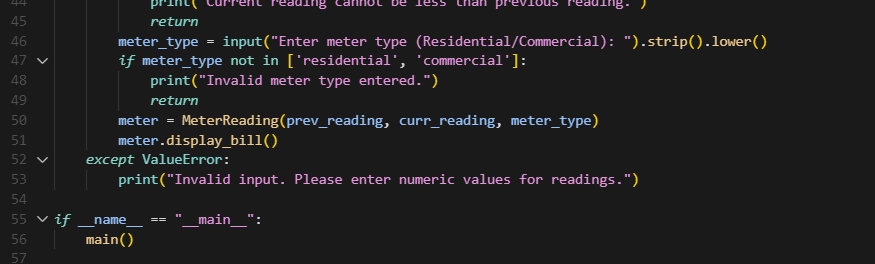 44 print("Current reading cannot be less than previous reading.")
45 return
46 meter_type = input("Enter meter type (Residential/Commercial): ").strip().lower()
47 if meter_type not in ['residential', 'commercial']:
48 print("Invalid meter type entered.")
49 return
50 meter = MeterReading(prev_reading, curr_reading, meter_type)
51 meter.display_bill()
52 except ValueError:
53 print("Invalid input. Please enter numeric values for readings.")
54
55 if __name__ == "__main__":
56 main()
57